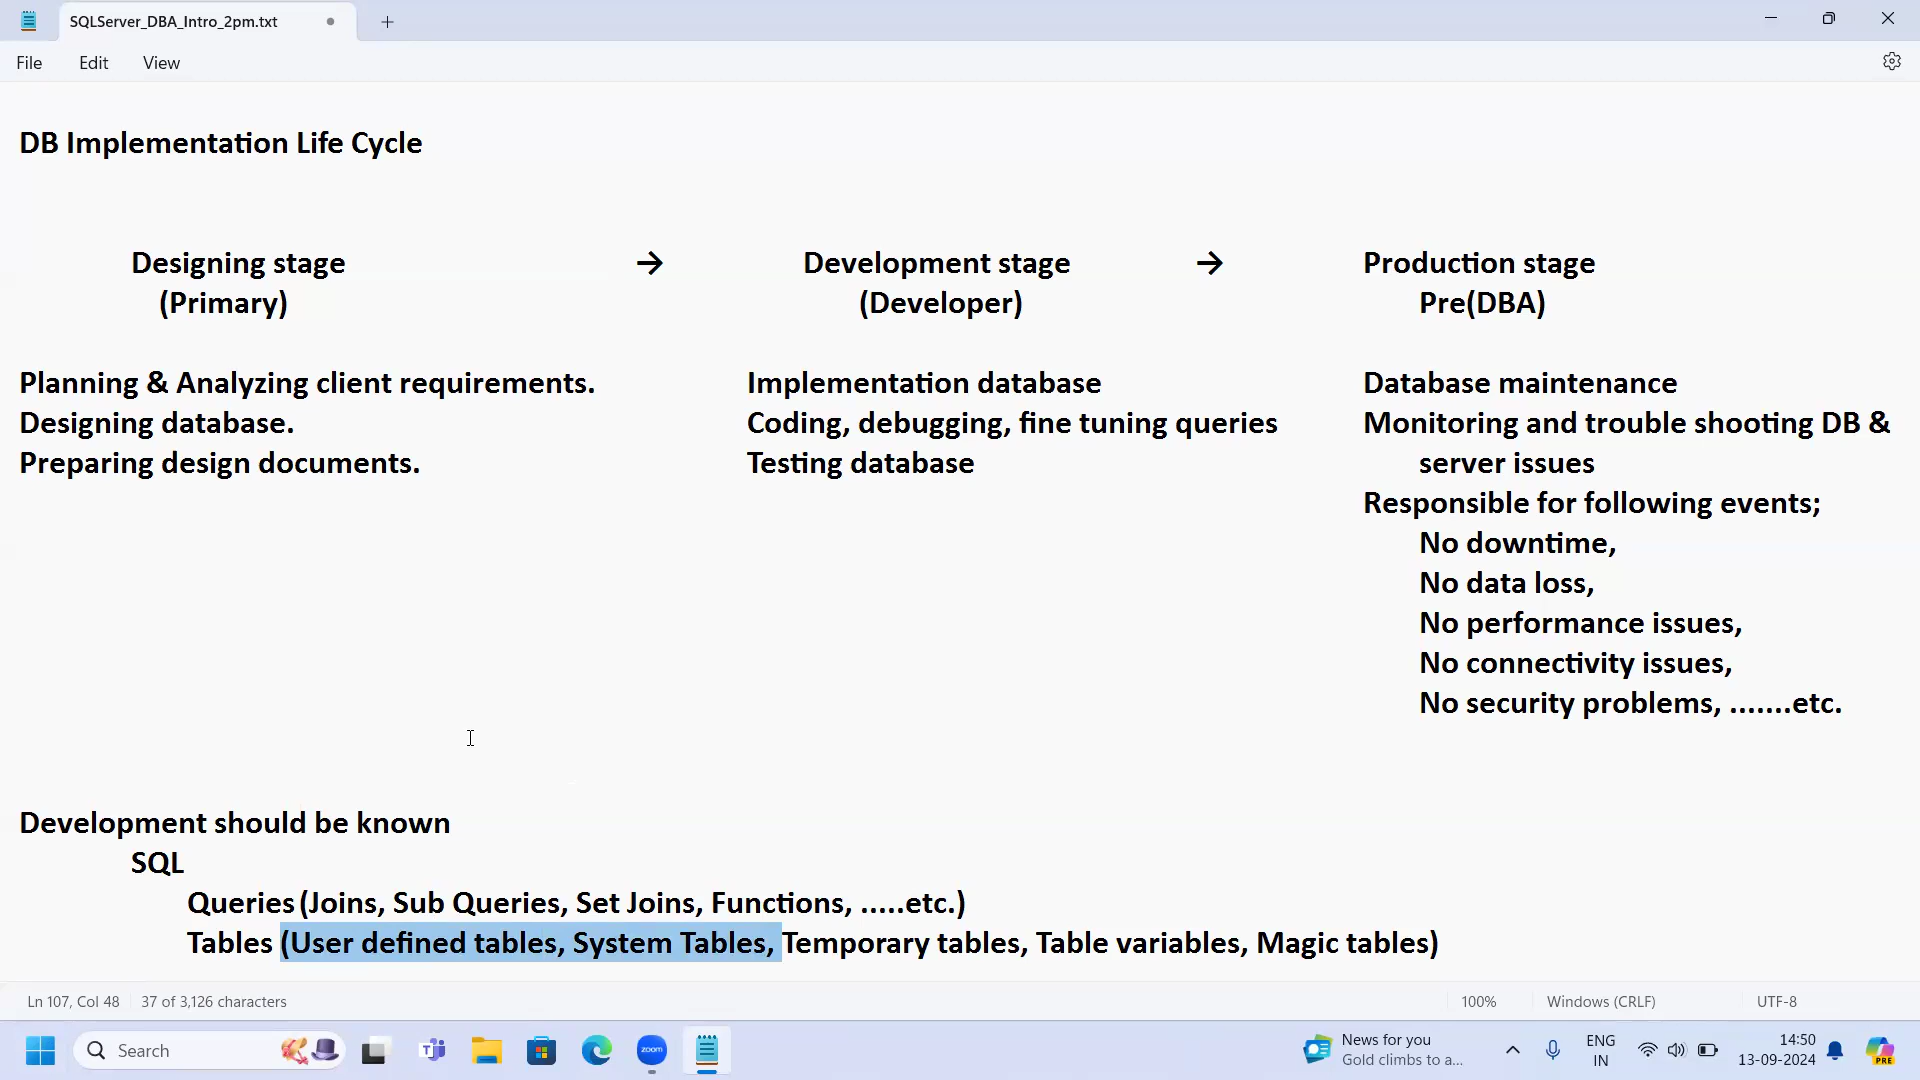 SQLServer_DBA_Intro_2pm.txt
File Edit View
DB Implementation Life Cycle
Designing stage → Development stage → Production stage
(Primary) (Developer) Pre(DBA)
Planning & Analyzing client requirements. Implementation database Database maintenance
Designing database. Coding, debugging, fine tuning queries Monitoring and trouble shooting DB &
Preparing design documents. Testing database server issues
Responsible for following events;
No downtime,
No data loss,
No performance issues,
No connectivity issues,
No security problems, .......etc.
Development should be known
SQL
Queries (Joins, Sub Queries, Set Joins, Functions, .....etc.)
Tables (User defined tables, System Tables, Temporary tables, Table variables, Magic tables)
Ln 107, Col 48 37 of 3,126 characters 100% Windows (CRLF) UTF-8
Search zoom News for you ENG 14:50
Gold climbs to a... IN 13-09-2024 PRE